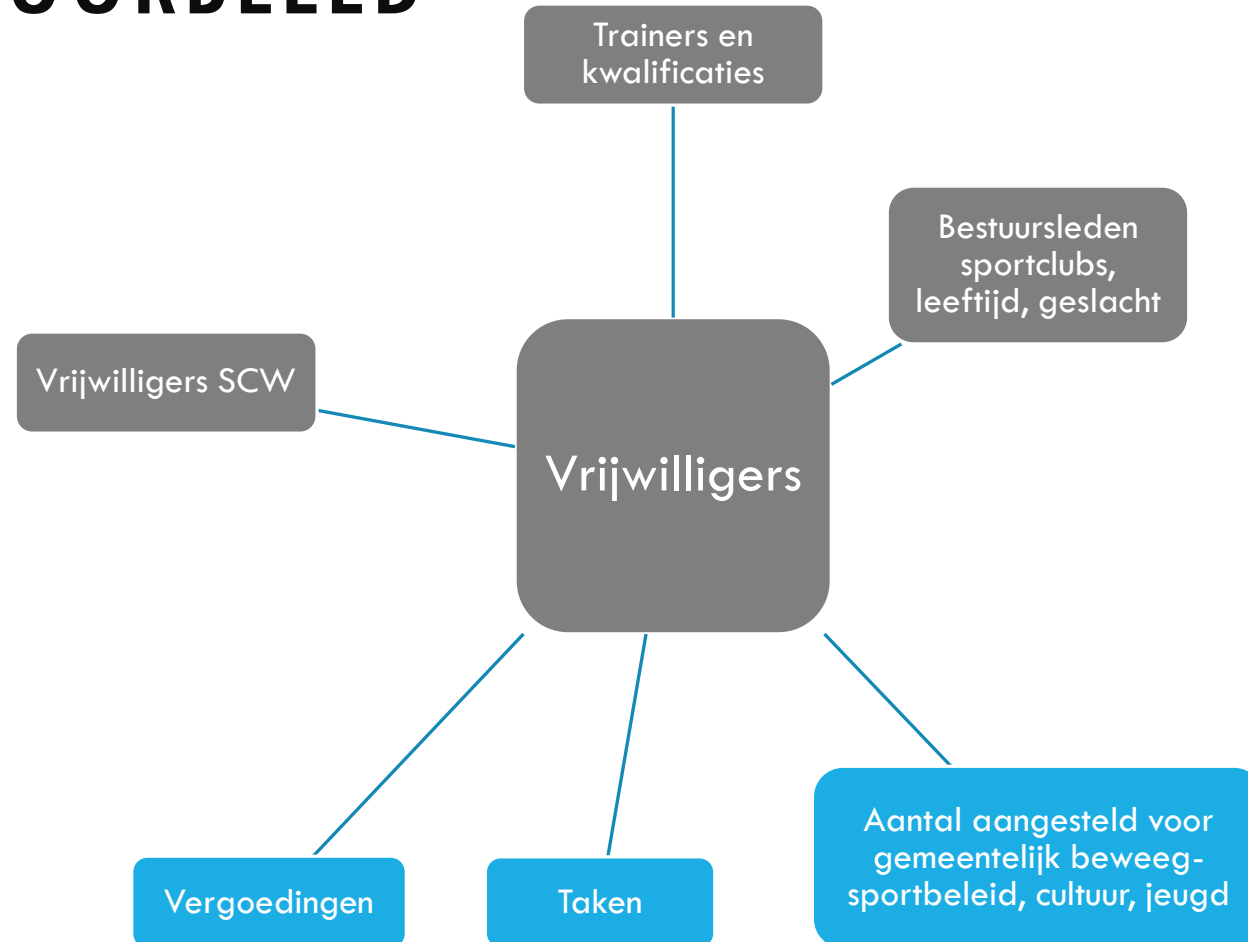 Trainers en
kwalificaties
Bestuursleden
sportclubs,
leeftijd, geslacht
Vrijwilligers SCW
Vrijwilligers
Aantal aangesteld voor
gemeentelijk beweeg-
sportbeleid, cultuur, jeugd
Vergoedingen
Taken